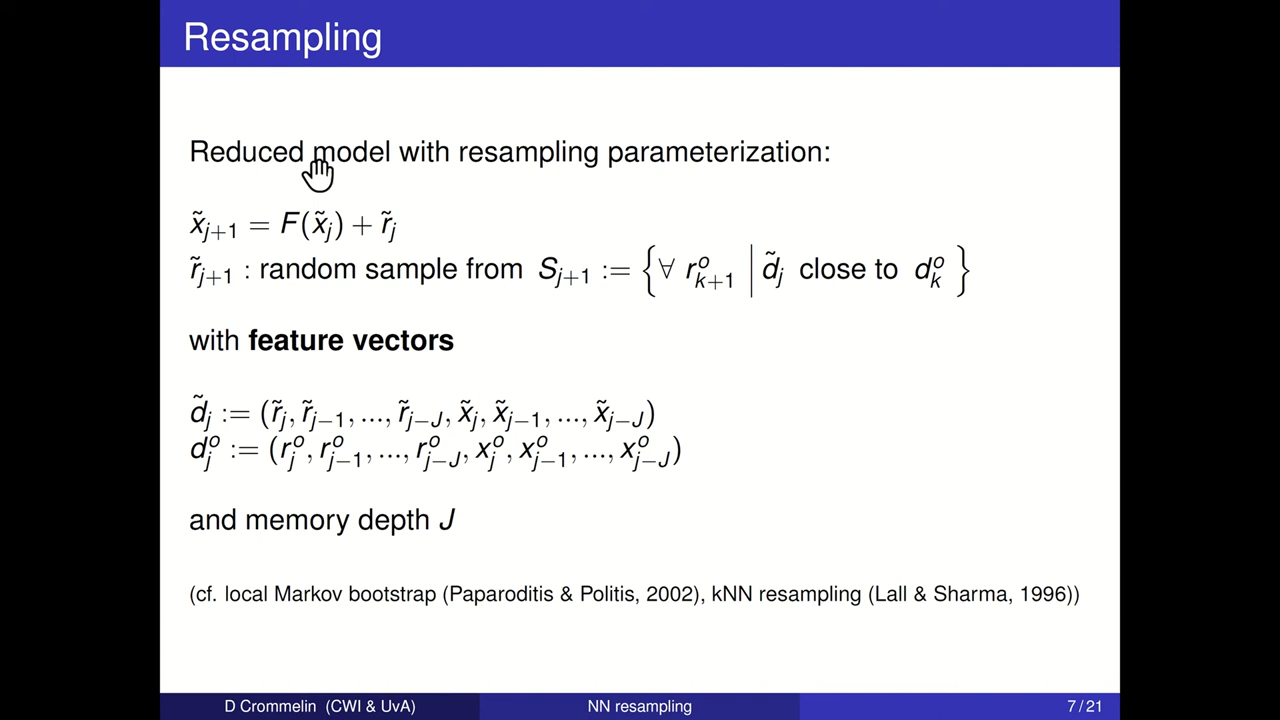 Resampling
Reduced model with resampling parameterization:
x̃_{j+1} = F(x̃_j) + r̃_j
r̃_{j+1} : random sample from S_{j+1} := { ∀ r^o_{k+1} | d̃_j close to d^o_k }
with feature vectors
d̃_j := (r̃_j, r̃_{j−1}, ..., r̃_{j−J}, x̃_j, x̃_{j−1}, ..., x̃_{j−J})
d^o_j := (r^o_j, r^o_{j−1}, ..., r^o_{j−J}, x^o_j, x^o_{j−1}, ..., x^o_{j−J})
and memory depth J
(cf. local Markov bootstrap (Paparoditis & Politis, 2002), kNN resampling (Lall & Sharma, 1996))
D Crommelin (CWI & UvA) NN resampling 7 / 21